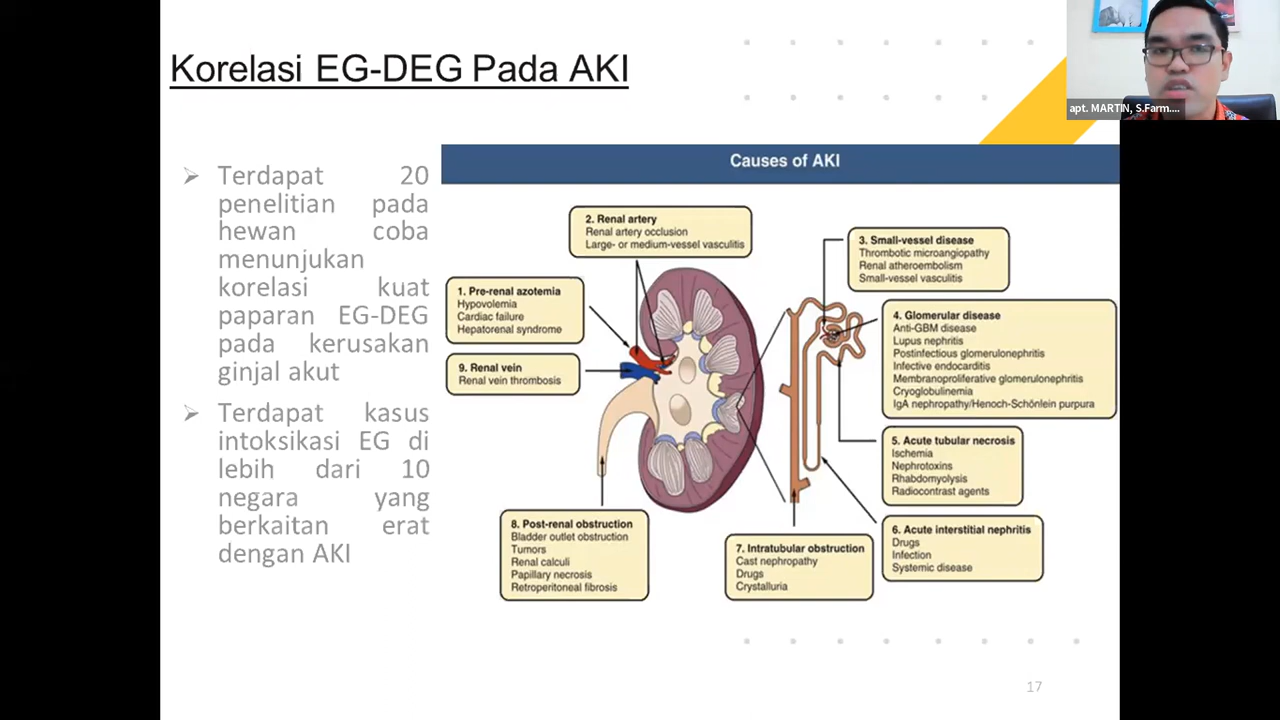 Korelasi EG-DEG Pada AKI
apt. MARTIN, S.Farm....
Terdapat 20
penelitian pada
hewan coba
menunjukan
korelasi kuat
paparan EG-DEG
pada kerusakan
ginjal akut
Terdapat kasus
intoksikasi EG di
lebih dari 10
negara yang
berkaitan erat
dengan AKI
Causes of AKI
1. Pre-renal azotemia
Hypovolemia
Cardiac failure
Hepatorenal syndrome
2. Renal artery
Renal artery occlusion
Large- or medium-vessel vasculitis
3. Small-vessel disease
Thrombotic microangiopathy
Renal atheroembolism
Small-vessel vasculitis
4. Glomerular disease
Anti-GBM disease
Lupus nephritis
Postinfectious glomerulonephritis
Infective endocarditis
Membranoproliferative glomerulonephritis
Cryoglobulinemia
IgA nephropathy/Henoch-Schönlein purpura
5. Acute tubular necrosis
Ischemia
Nephrotoxins
Rhabdomyolysis
Radiocontrast agents
6. Acute interstitial nephritis
Drugs
Infection
Systemic disease
7. Intratubular obstruction
Cast nephropathy
Drugs
Crystalluria
8. Post-renal obstruction
Bladder outlet obstruction
Tumors
Renal calculi
Papillary necrosis
Retroperitoneal fibrosis
9. Renal vein
Renal vein thrombosis
17